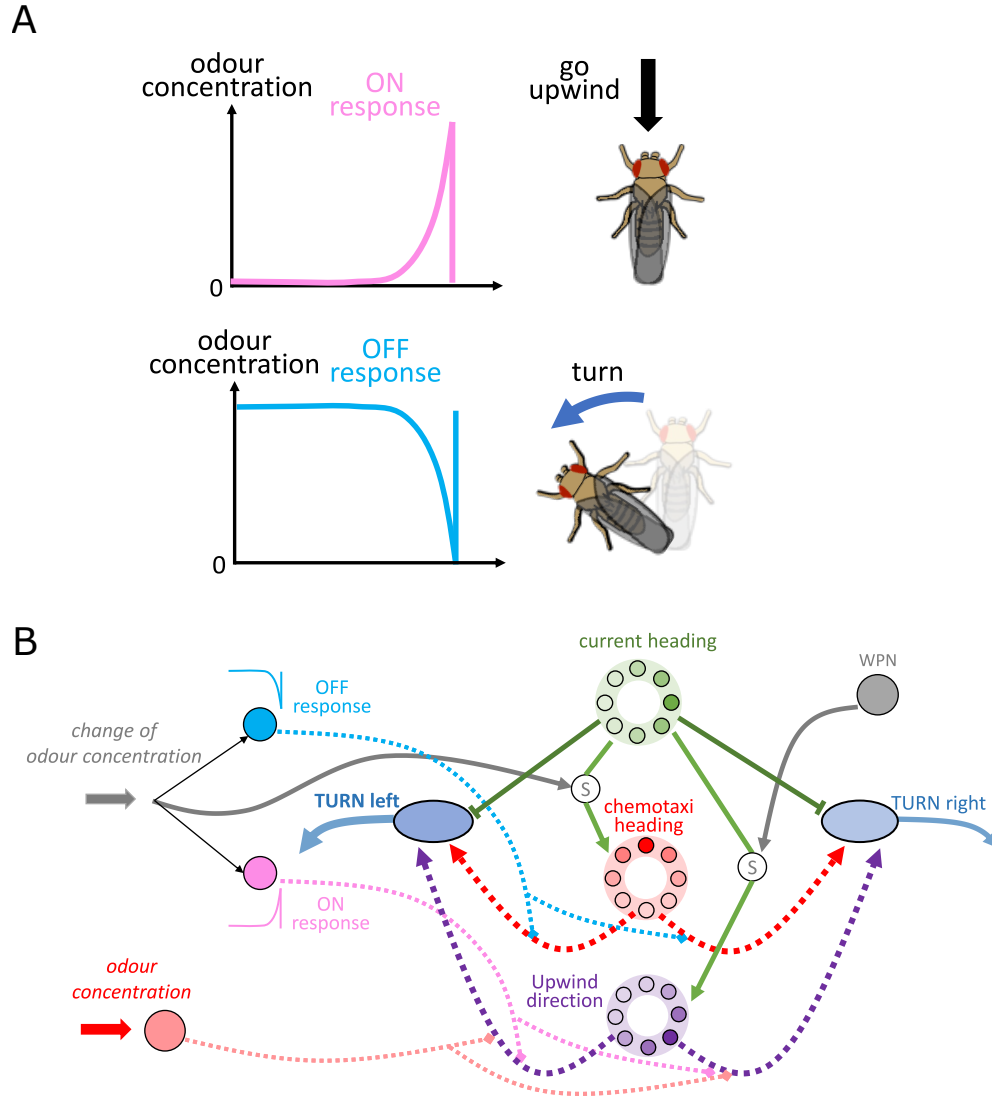 A
odour
concentration
ON
response
0
go
upwind
odour
concentration
OFF
response
0
turn
B
current heading
WPN
OFF
response
change of
odour concentration
S
TURN left
chemotaxi
heading
TURN right
S
ON
response
odour
concentration
Upwind
direction